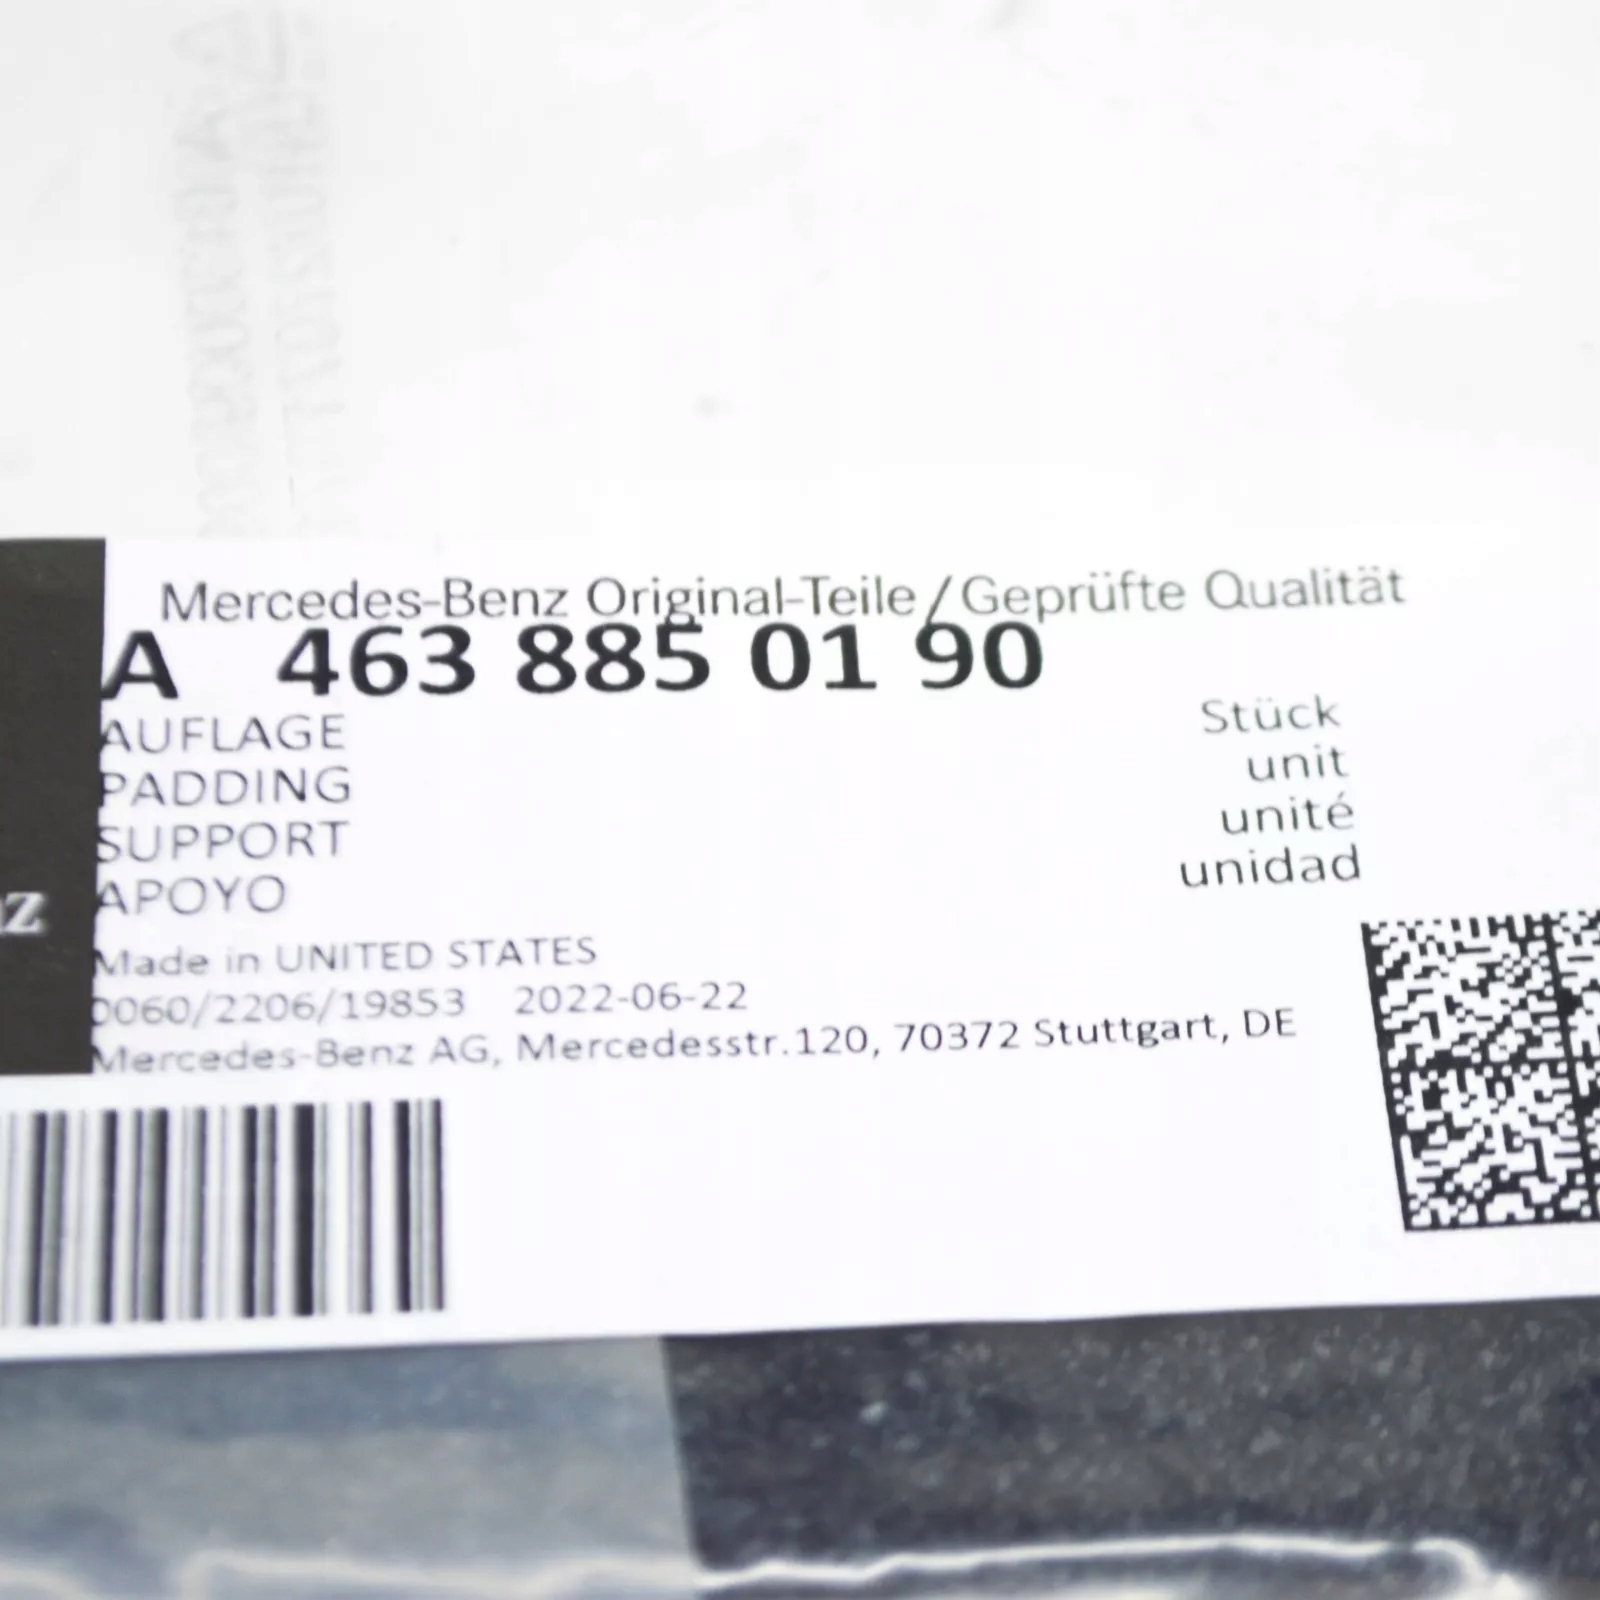 Mercedes-Benz Original-Teile/Geprüfte Qualität
A 463 885 01 90
AUFLAGE
PADDING
SUPPORT
APOYO
Stück
unit
unité
unidad
nz
Made in UNITED STATES
0060/2206/19853 2022-06-22
Mercedes-Benz AG, Mercedesstr.120, 70372 Stuttgart, DE